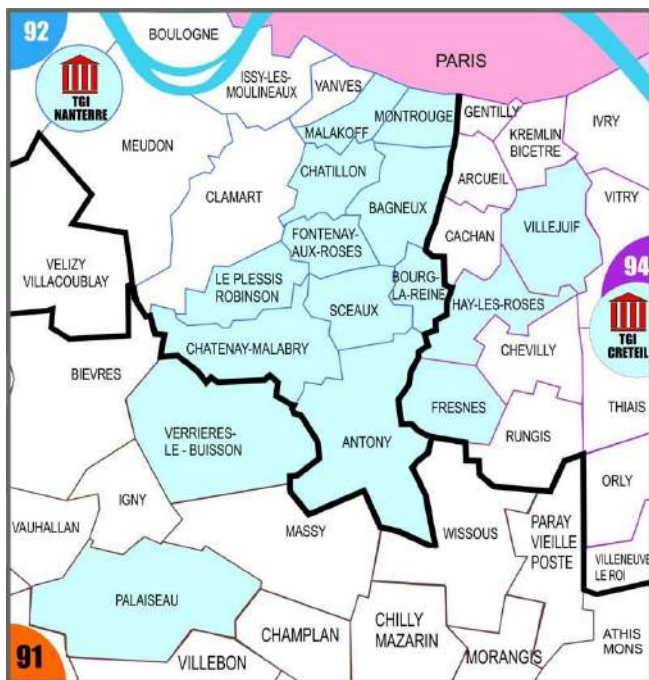 92
BOULOGNE
PARIS
TGI
NANTERRE
ISSY-LES-
MOULINEAUX
VANVES
MALAKOFF
MONTROUGE
GENTILLY
KREMLIN
BICETRE
IVRY
MEUDON
CLAMART
CHATILLON
ARCUEIL
BAGNEUX
VITRY
VILLEJUIF
FONTENAY-
AUX-ROSES
CACHAN
VELIZY
VILLACOUBLAY
LE PLESSIS
ROBINSON
BOURG-
LA-REINE
94
SCEAUX
HAY-LES-ROSES
TGI
CRETEIL
CHATENAY-MALABRY
CHEVILLY
BIEVRES
FRESNES
THIAIS
VERRIERES-
LE - BUISSON
ANTONY
RUNGIS
ORLY
IGNY
VAUHALLAN
MASSY
WISSOUS
PARAY
VIEILLE
POSTE
VILLENEUVE
LE ROI
PALAISEAU
CHILLY
MAZARIN
CHAMPLAN
ATHIS
MONS
91
VILLEBON
MORANGIS